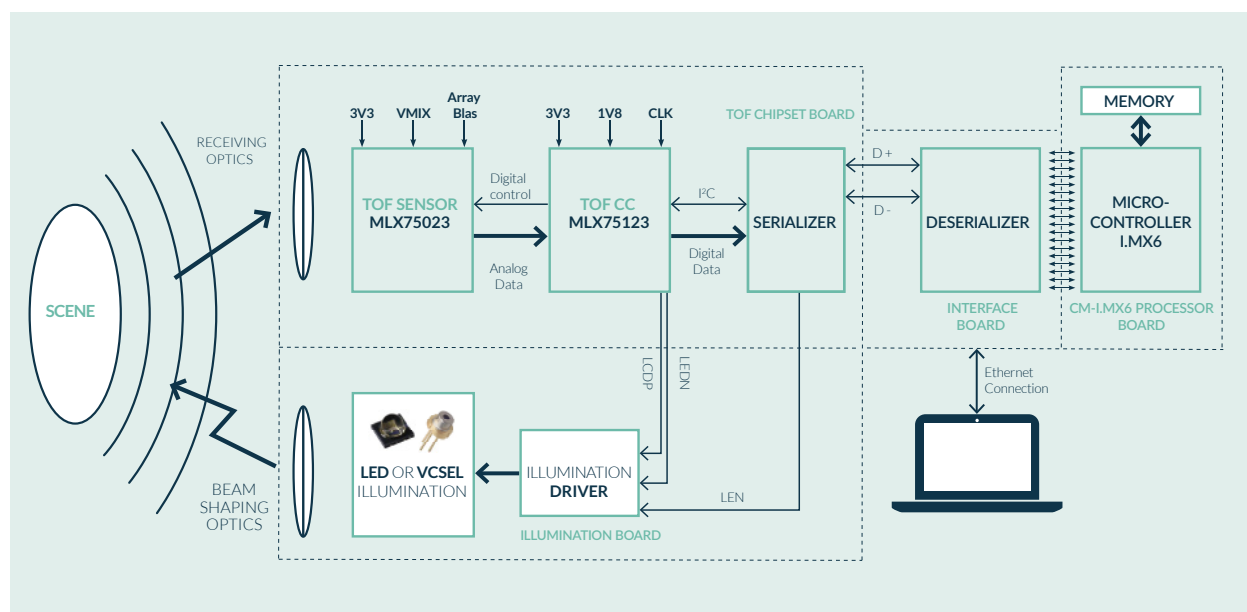 RECEIVING
OPTICS
3V3
VMIX
Array
Blas
3V3
1V8
CLK
TOF CHIPSET BOARD
MEMORY
TOF SENSOR
MLX75023
Digital
control
Analog
Data
TOF CC
MLX75123
I²C
Digital
Data
SERIALIZER
D +
D -
DESERIALIZER
MICRO-
CONTROLLER
I.MX6
INTERFACE
BOARD
CM-I.MX6 PROCESSOR
BOARD
SCENE
LCDP
LEDN
Ethernet
Connection
BEAM
SHAPING
OPTICS
LED OR VCSEL
ILLUMINATION
ILLUMINATION
DRIVER
LEN
ILLUMINATION BOARD